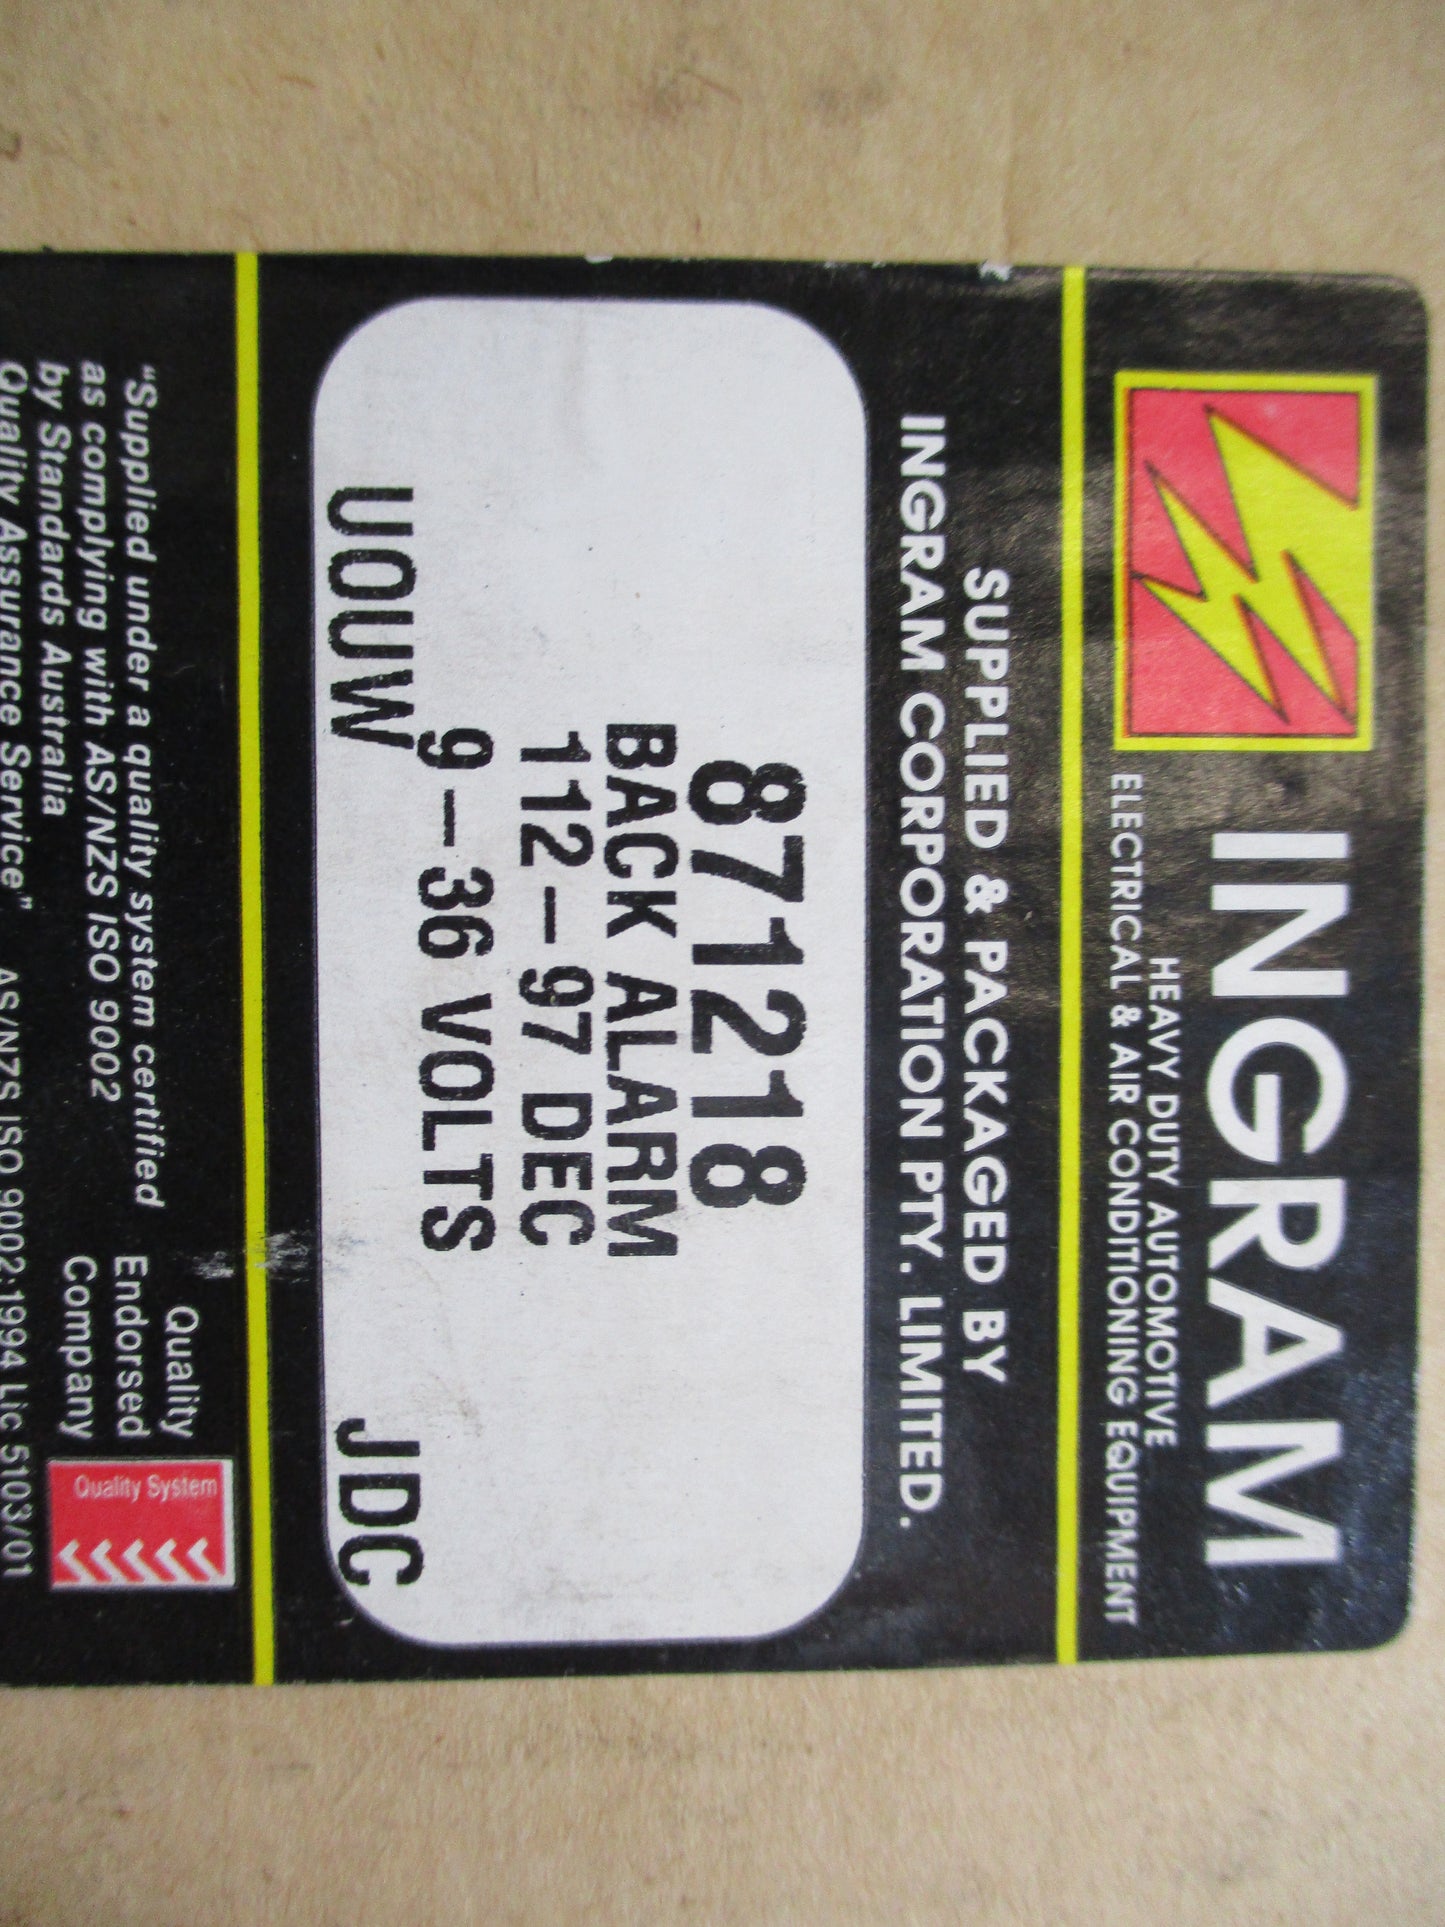 INGRAM
HEAVY DUTY AUTOMOTIVE
ELECTRICAL & AIR CONDITIONING EQUIPMENT
SUPPLIED & PACKAGED BY
INGRAM CORPORATION PTY. LIMITED.
871218
BACK ALARM
112-97 DEC
9-36 VOLTS
UOUW JDC
"Supplied under a quality system certified
as complying with AS/NZS ISO 9002
by Standards Australia
Quality Assurance Service"
Quality
Endorsed
Company
Quality System
AS/NZS ISO 9002:1994 Lic 5103/01